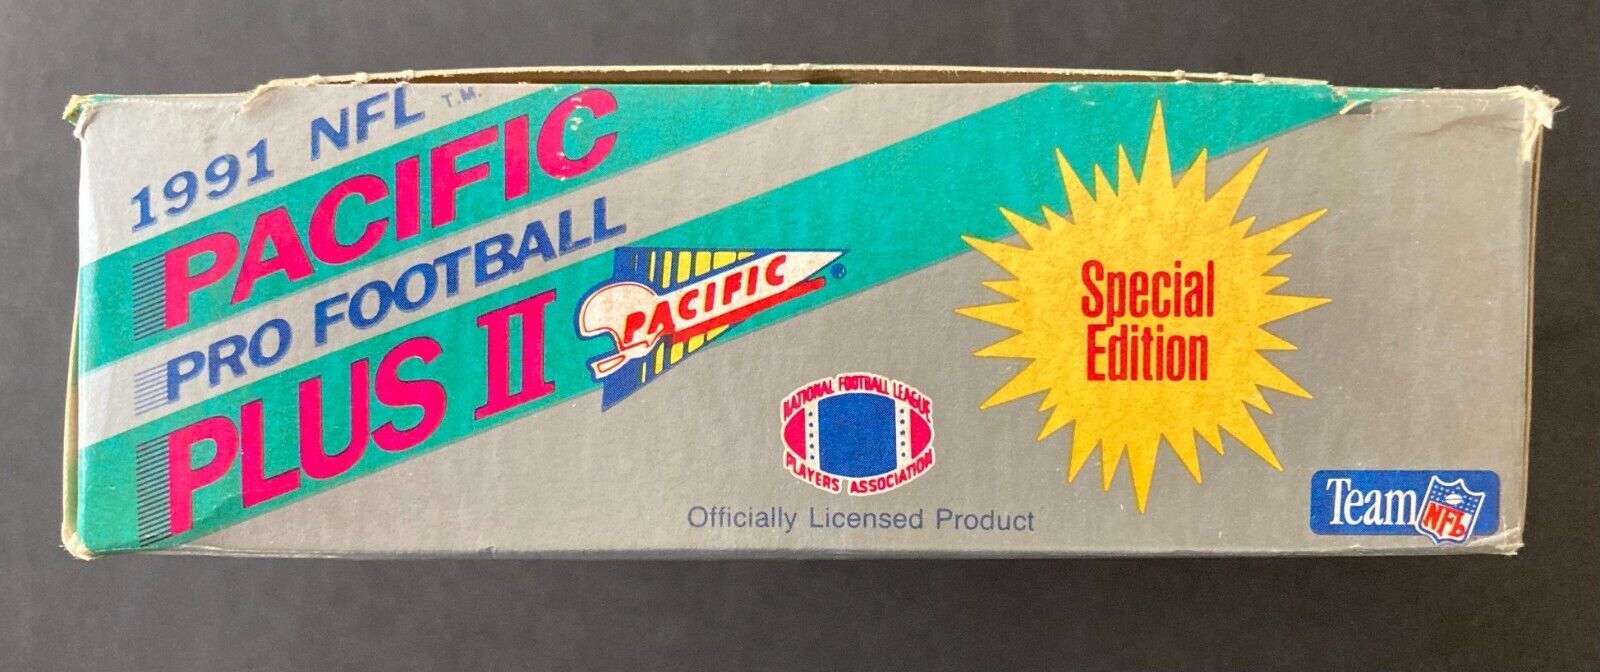 1991 NFL T.M.
PACIFIC
PRO FOOTBALL
PLUS II
PACIFIC ®
NATIONAL FOOTBALL LEAGUE
PLAYERS ASSOCIATION
Officially Licensed Product
Special
Edition
Team NFL